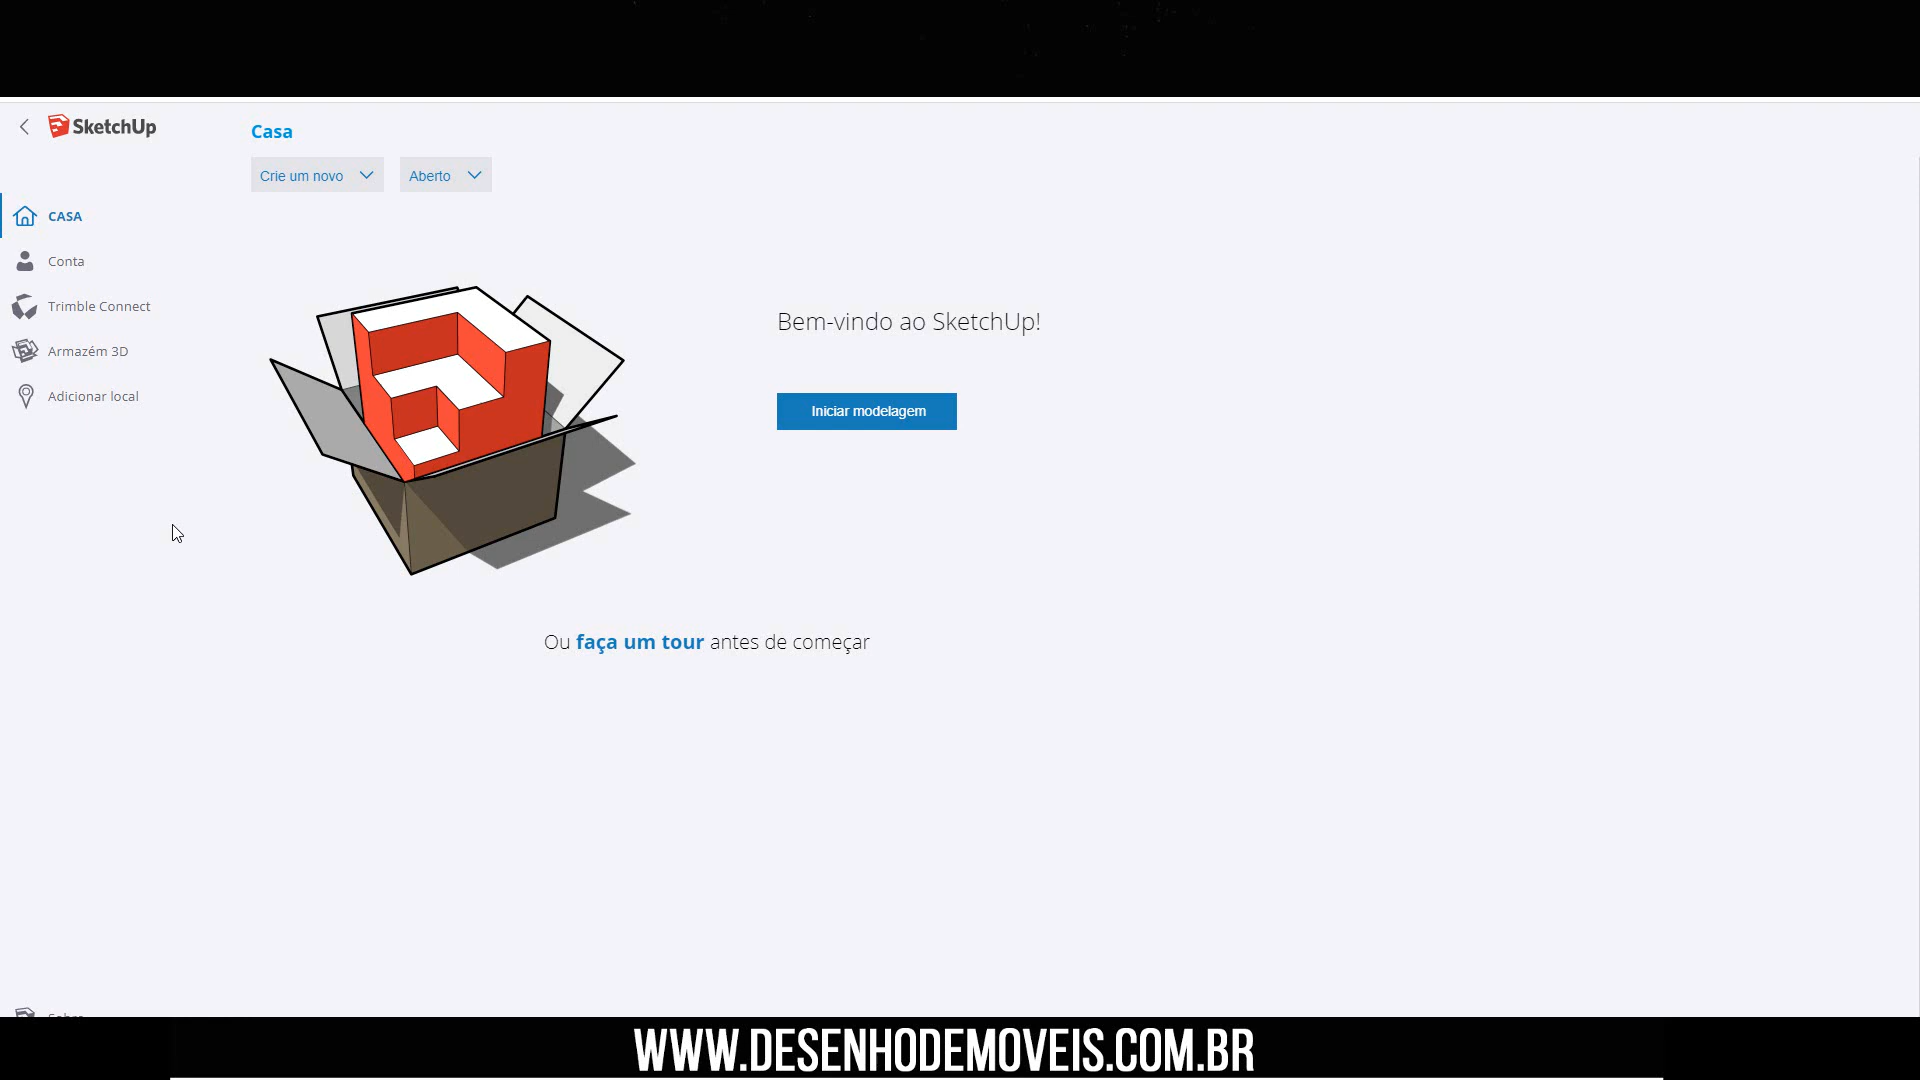 SketchUp
Casa
Crie um novo
Aberto
CASA
Conta
Trimble Connect
Armazém 3D
Adicionar local
Bem-vindo ao SketchUp!
Iniciar modelagem
Ou faça um tour antes de começar
Sobre
WWW.DESENHODEMOVEIS.COM.BR